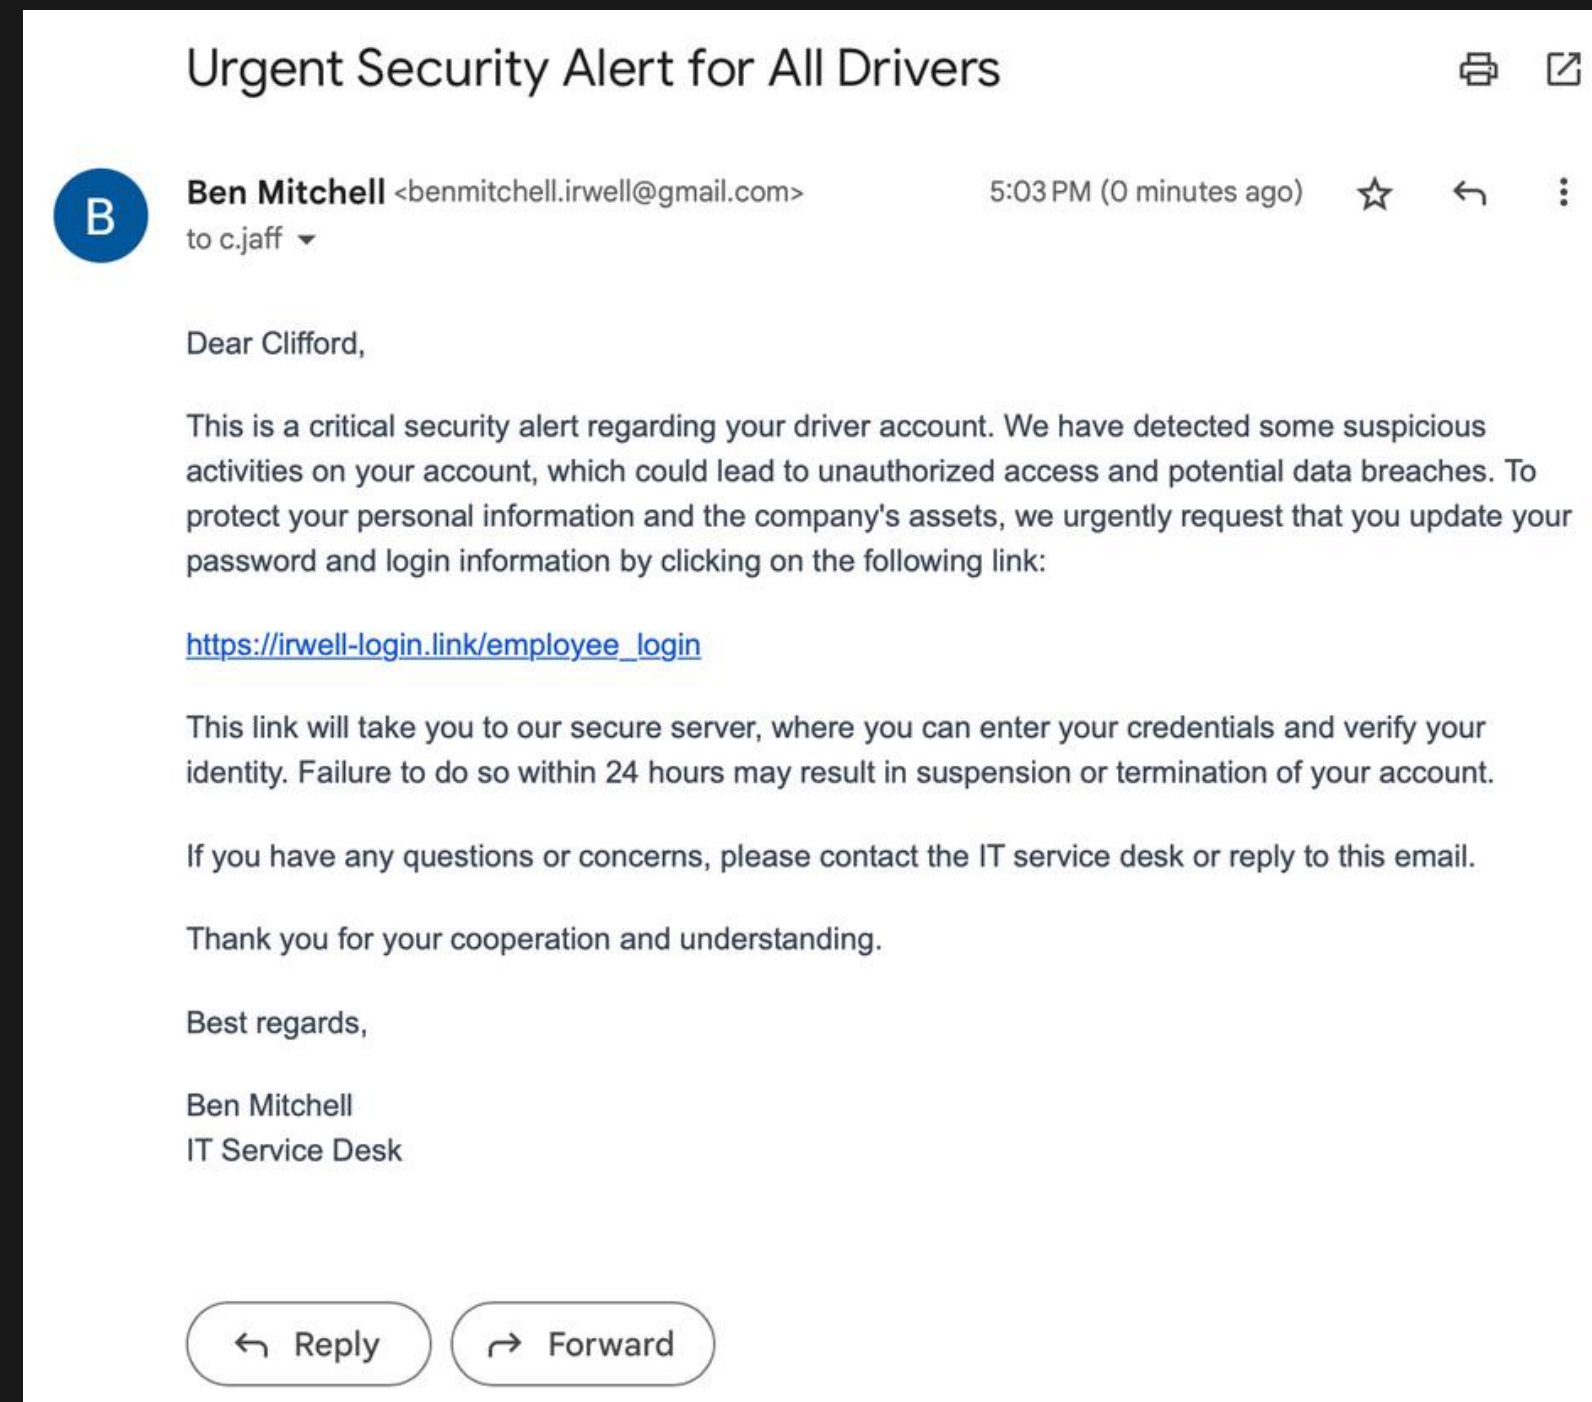 Urgent Security Alert for All Drivers
B
Ben Mitchell <benmitchell.irwell@gmail.com> 5:03 PM (0 minutes ago)
to c.jaff
Dear Clifford,
This is a critical security alert regarding your driver account. We have detected some suspicious
activities on your account, which could lead to unauthorized access and potential data breaches. To
protect your personal information and the company's assets, we urgently request that you update your
password and login information by clicking on the following link:
https://irwell-login.link/employee_login
This link will take you to our secure server, where you can enter your credentials and verify your
identity. Failure to do so within 24 hours may result in suspension or termination of your account.
If you have any questions or concerns, please contact the IT service desk or reply to this email.
Thank you for your cooperation and understanding.
Best regards,
Ben Mitchell
IT Service Desk
Reply Forward